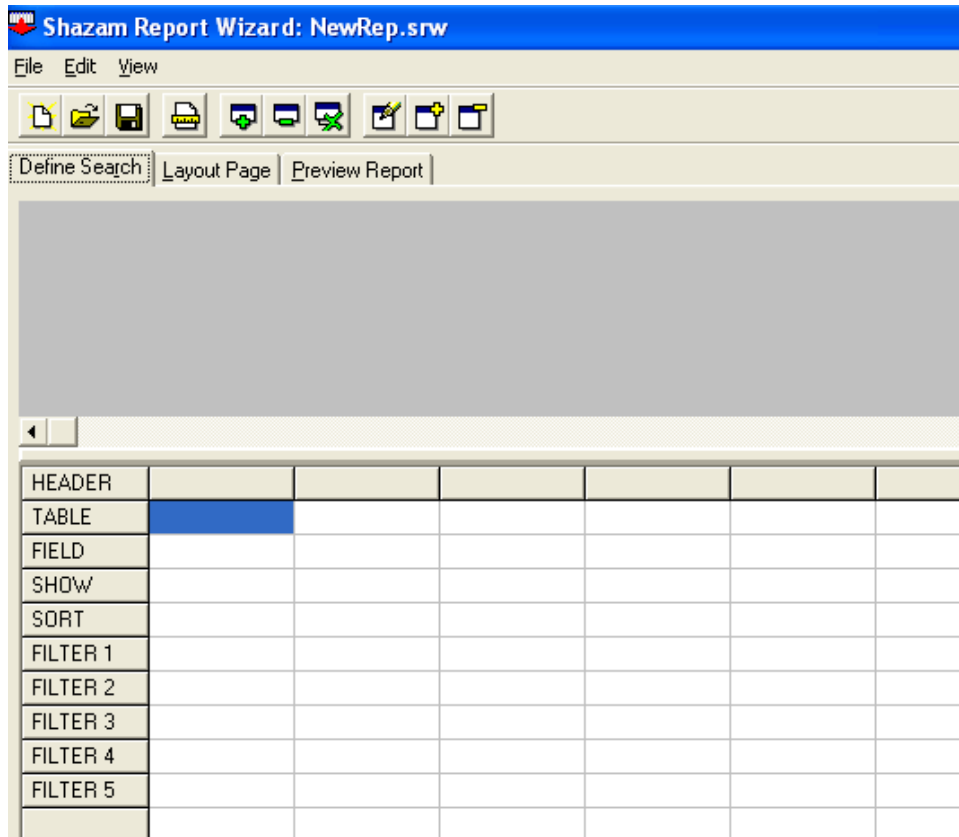 Shazam Report Wizard: NewRep.srw
File Edit View
Define Search Layout Page Preview Report
HEADER
TABLE
FIELD
SHOW
SORT
FILTER 1
FILTER 2
FILTER 3
FILTER 4
FILTER 5